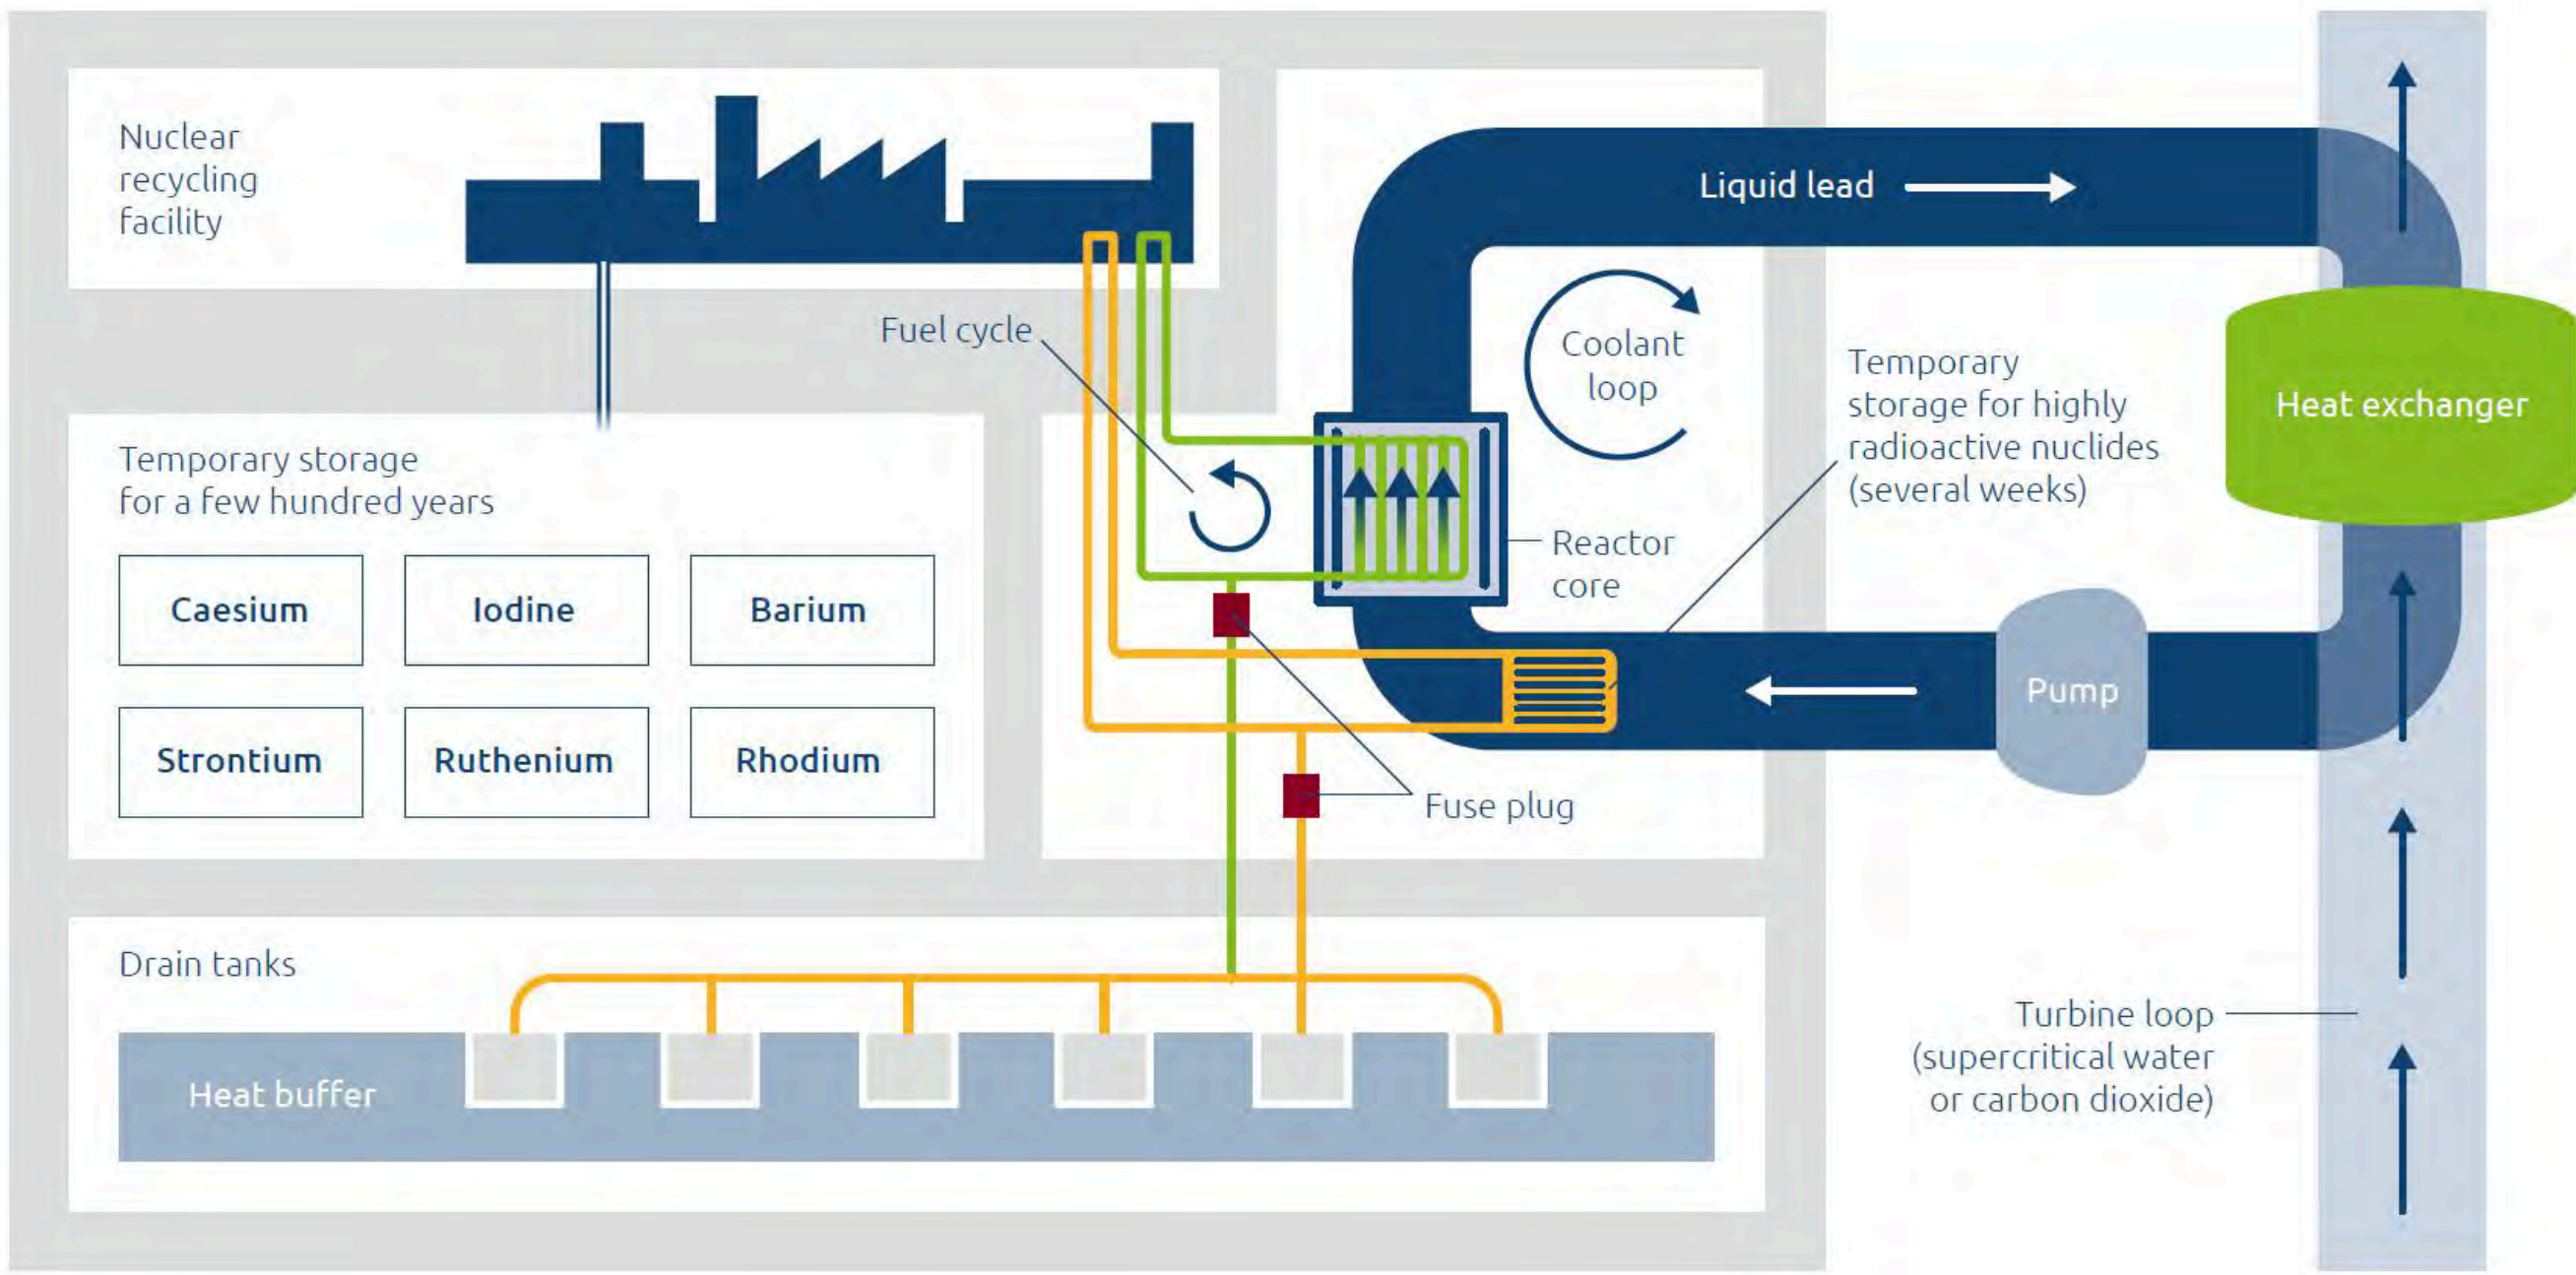 Nuclear
recycling
facility
Liquid lead
Fuel cycle
Coolant
loop
Temporary
storage for highly
radioactive nuclides
(several weeks)
Heat exchanger
Temporary storage
for a few hundred years
Reactor
core
Caesium
Iodine
Barium
Pump
Strontium
Ruthenium
Rhodium
Fuse plug
Drain tanks
Turbine loop
(supercritical water
or carbon dioxide)
Heat buffer